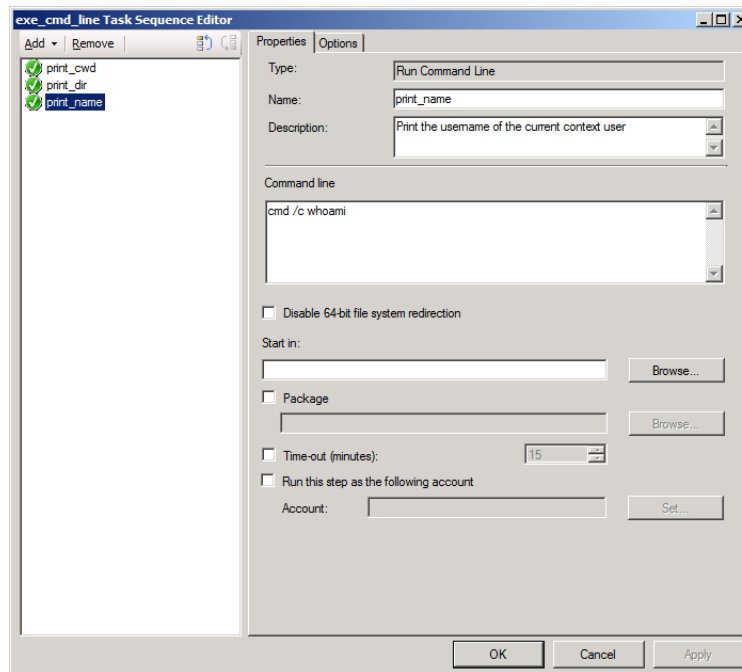 exe_cmd_line Task Sequence Editor
Add Remove
print_cwd
print_dir
print_name
Properties Options
Type: Run Command Line
Name: print_name
Description: Print the username of the current context user
Command line
cmd /c whoami
Disable 64-bit file system redirection
Start in:
Browse...
Package
Browse...
Time-out (minutes): 15
Run this step as the following account
Account: Set...
OK Cancel Apply